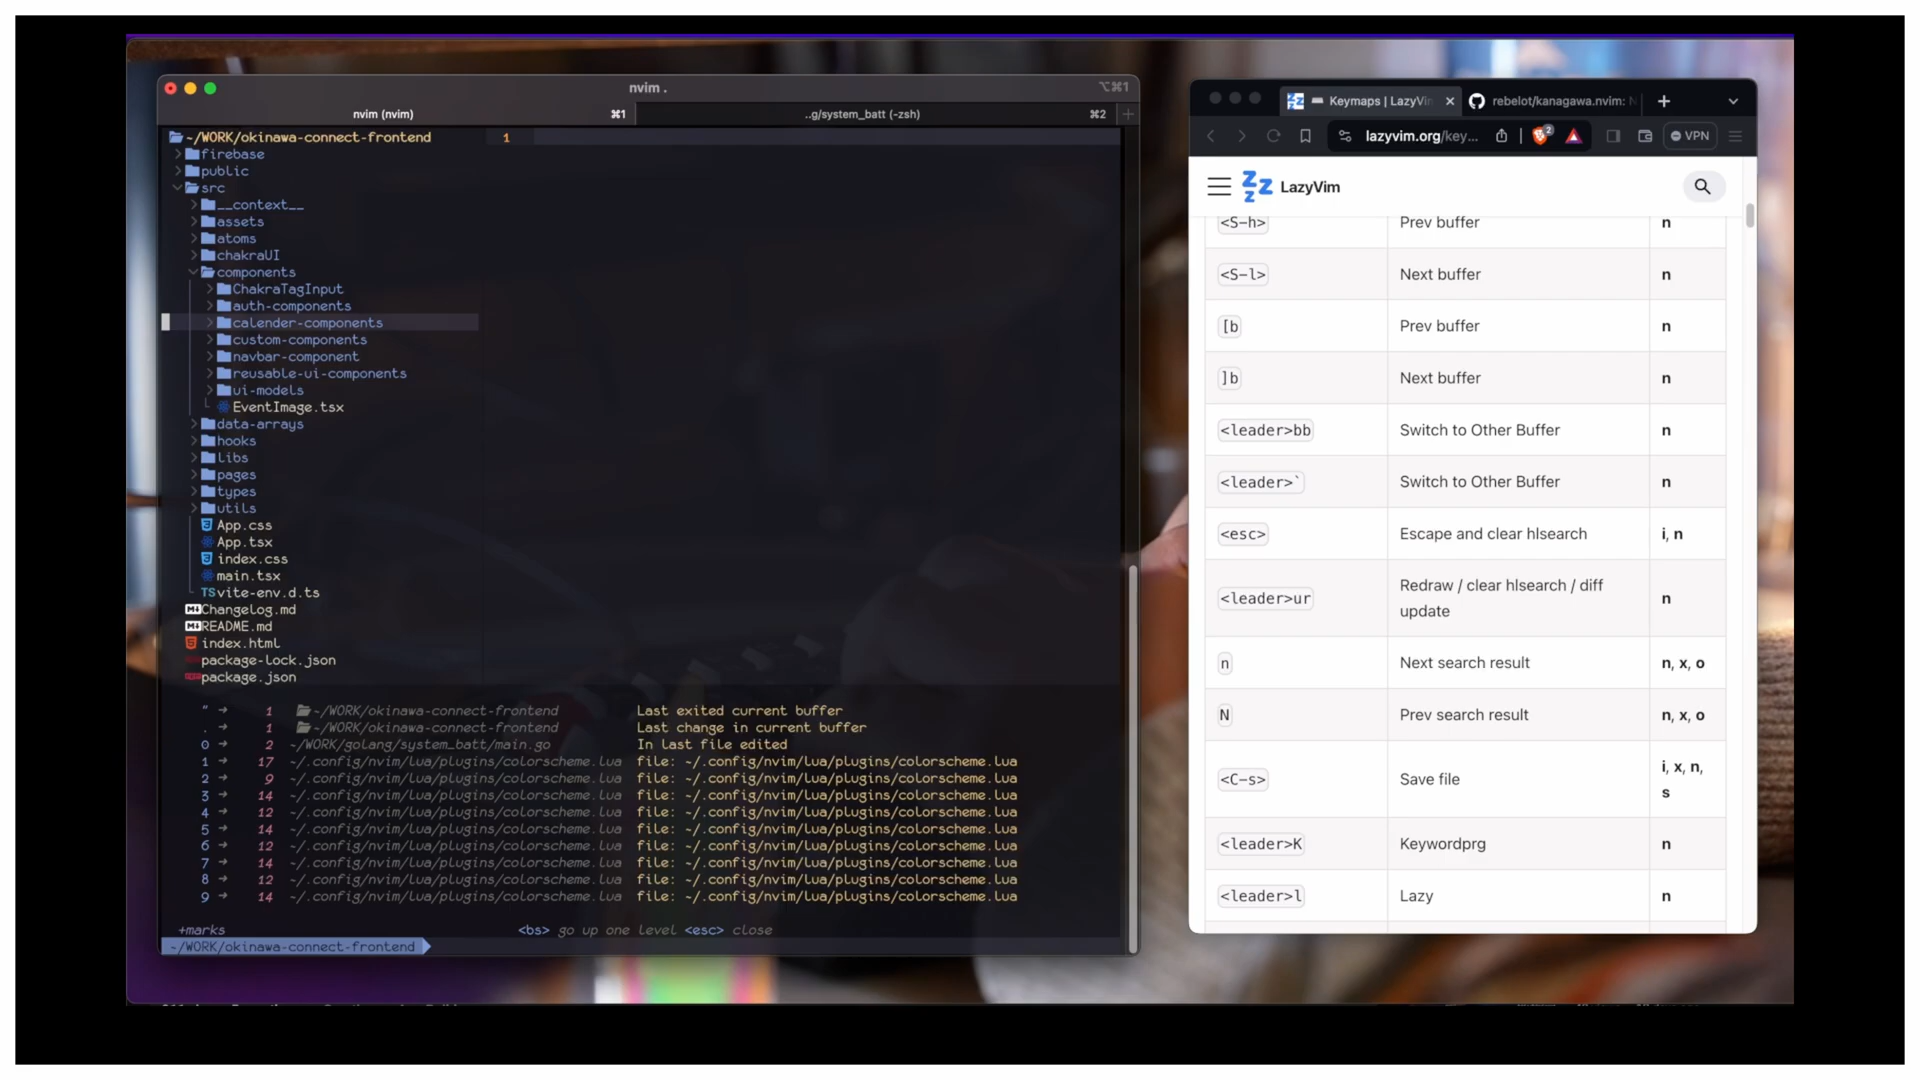 nvim .
⌥⌘1
nvim (nvim) ⌘1
..g/system_batt (-zsh) ⌘2
~/WORK/okinawa-connect-frontend
1
firebase
public
src
__context__
assets
atoms
chakraUI
components
ChakraTagInput
auth-components
calender-components
custom-components
navbar-component
reusable-ui-components
ui-models
EventImage.tsx
data-arrays
hooks
libs
pages
types
utils
App.css
App.tsx
index.css
main.tsx
TS vite-env.d.ts
ChangeLog.md
README.md
index.html
package-lock.json
package.json
" → 1 ~/WORK/okinawa-connect-frontend Last exited current buffer
. → 1 ~/WORK/okinawa-connect-frontend Last change in current buffer
0 → 2 ~/WORK/golang/system_batt/main.go In last file edited
1 → 17 ~/.config/nvim/lua/plugins/colorscheme.lua file: ~/.config/nvim/lua/plugins/colorscheme.lua
2 → 9 ~/.config/nvim/lua/plugins/colorscheme.lua file: ~/.config/nvim/lua/plugins/colorscheme.lua
3 → 14 ~/.config/nvim/lua/plugins/colorscheme.lua file: ~/.config/nvim/lua/plugins/colorscheme.lua
4 → 12 ~/.config/nvim/lua/plugins/colorscheme.lua file: ~/.config/nvim/lua/plugins/colorscheme.lua
5 → 14 ~/.config/nvim/lua/plugins/colorscheme.lua file: ~/.config/nvim/lua/plugins/colorscheme.lua
6 → 12 ~/.config/nvim/lua/plugins/colorscheme.lua file: ~/.config/nvim/lua/plugins/colorscheme.lua
7 → 14 ~/.config/nvim/lua/plugins/colorscheme.lua file: ~/.config/nvim/lua/plugins/colorscheme.lua
8 → 12 ~/.config/nvim/lua/plugins/colorscheme.lua file: ~/.config/nvim/lua/plugins/colorscheme.lua
9 → 14 ~/.config/nvim/lua/plugins/colorscheme.lua file: ~/.config/nvim/lua/plugins/colorscheme.lua
+marks <bs> go up one level <esc> close
~/WORK/okinawa-connect-frontend
Keymaps | LazyVim
rebelot/kanagawa.nvim: N
lazyvim.org/key...
2
VPN
LazyVim
<S-h> Prev buffer n
<S-l> Next buffer n
[b Prev buffer n
]b Next buffer n
<leader>bb Switch to Other Buffer n
<leader>` Switch to Other Buffer n
<esc> Escape and clear hlsearch i, n
<leader>ur Redraw / clear hlsearch / diff update n
n Next search result n, x, o
N Prev search result n, x, o
<C-s> Save file i, x, n, s
<leader>K Keywordprg n
<leader>l Lazy n